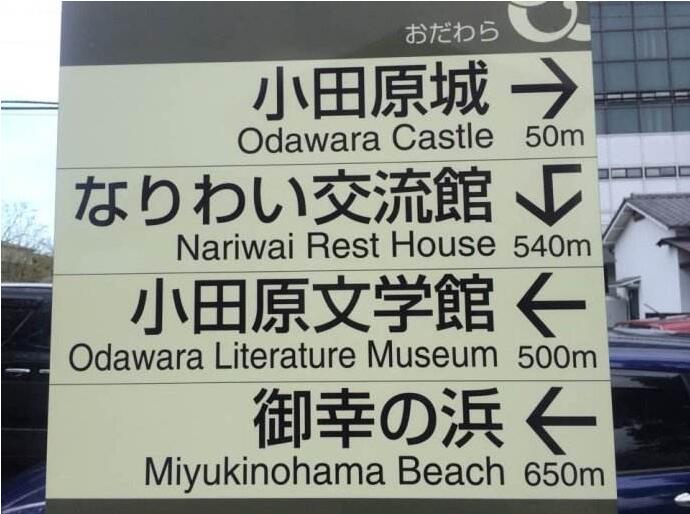 おだわら
小田原城 →
Odawara Castle 50m
なりわい交流館
Nariwai Rest House 540m
小田原文学館 ←
Odawara Literature Museum 500m
御幸の浜 ←
Miyukinohama Beach 650m